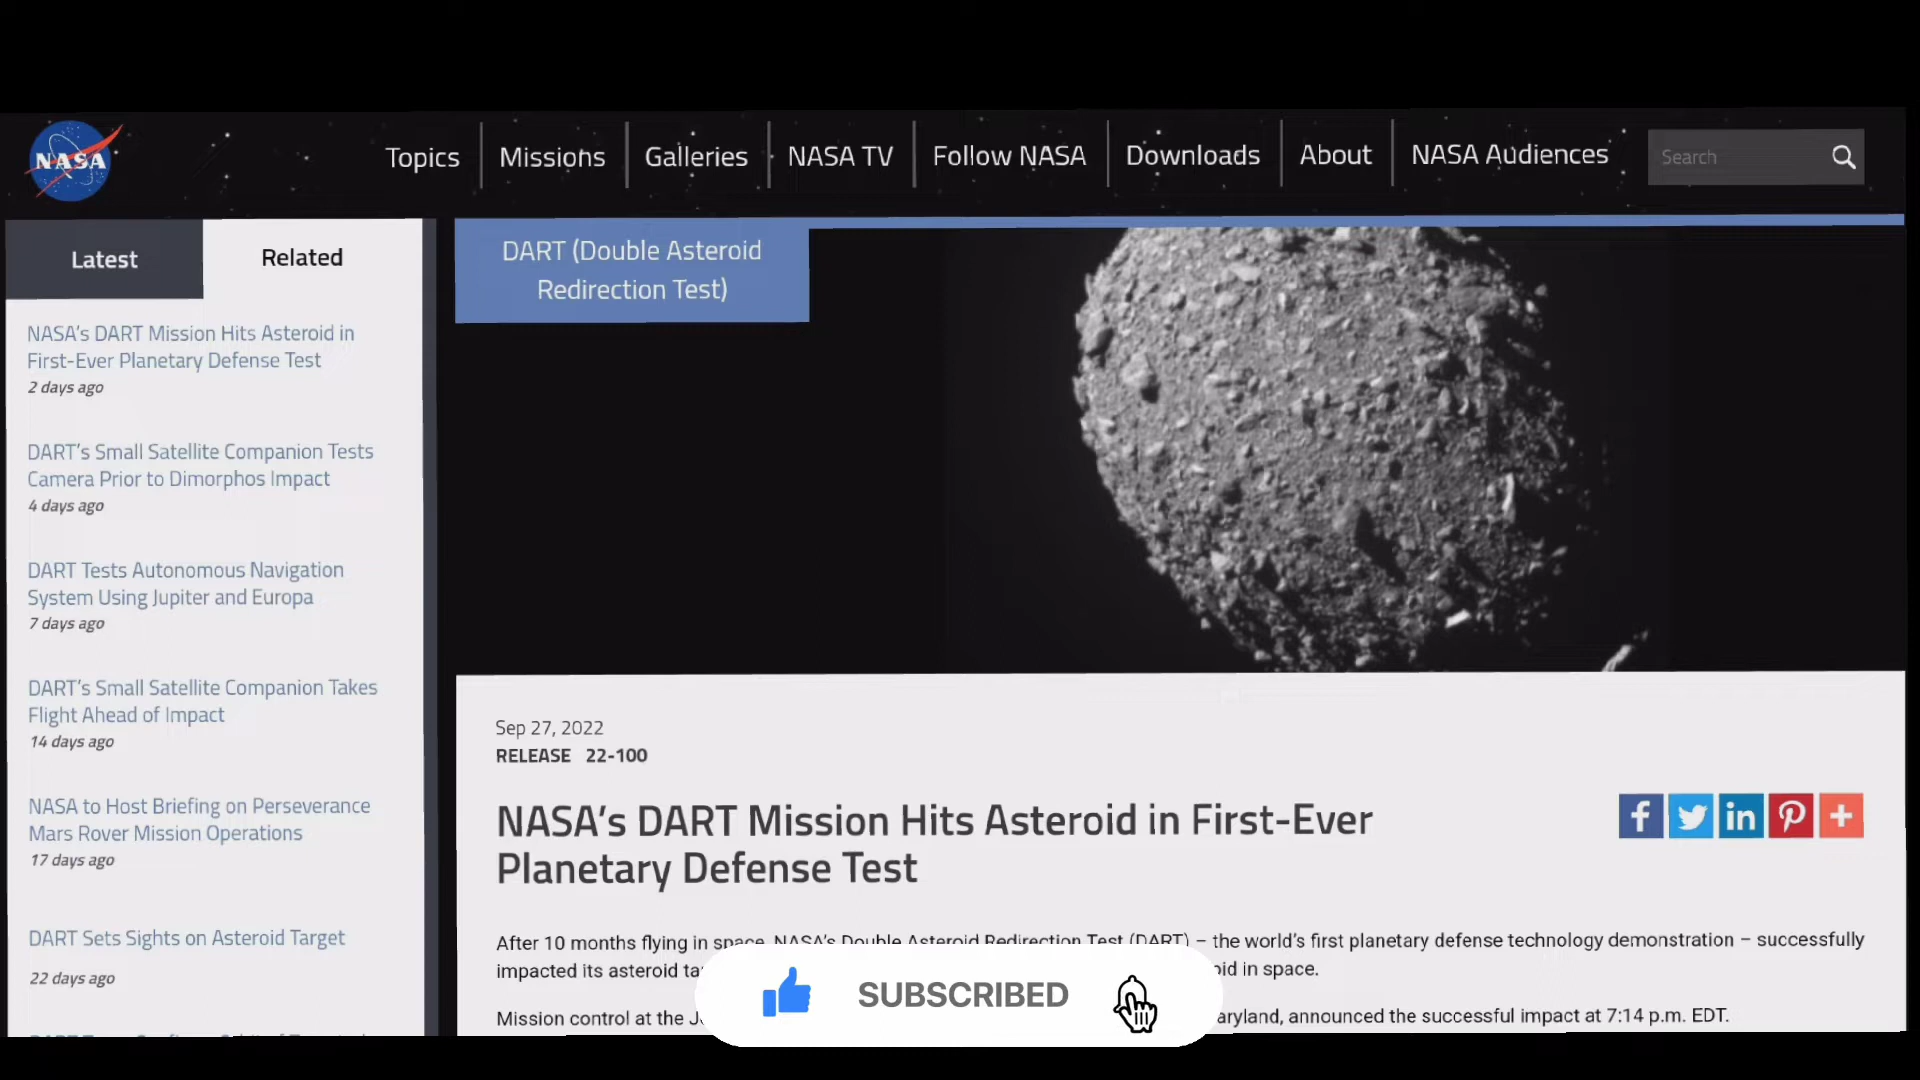 NASA
Topics
Missions
Galleries
NASA TV
Follow NASA
Downloads
About
NASA Audiences
Search
Latest
Related
NASA's DART Mission Hits Asteroid in
First-Ever Planetary Defense Test
2 days ago
DART's Small Satellite Companion Tests
Camera Prior to Dimorphos Impact
4 days ago
DART Tests Autonomous Navigation
System Using Jupiter and Europa
7 days ago
DART's Small Satellite Companion Takes
Flight Ahead of Impact
14 days ago
NASA to Host Briefing on Perseverance
Mars Rover Mission Operations
17 days ago
DART Sets Sights on Asteroid Target
22 days ago
DART (Double Asteroid
Redirection Test)
Sep 27, 2022
RELEASE 22-100
NASA's DART Mission Hits Asteroid in First-Ever
Planetary Defense Test
After 10 months flying in space, NASA's Double Asteroid Redirection Test (DART) – the world's first planetary defense technology demonstration – successfully
impacted its asteroid in space.
Mission control at the announced the successful impact at 7:14 p.m. EDT.
SUBSCRIBED